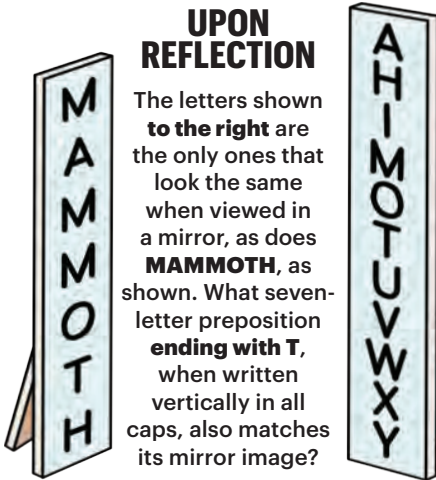 UPON
REFLECTION
The letters shown
to the right are
the only ones that
look the same
when viewed in
a mirror, as does
MAMMOTH, as
shown. What seven-
letter preposition
ending with T,
when written
vertically in all
caps, also matches
its mirror image?
M
A
M
M
O
T
H
A
H
I
M
O
T
U
V
W
X
Y